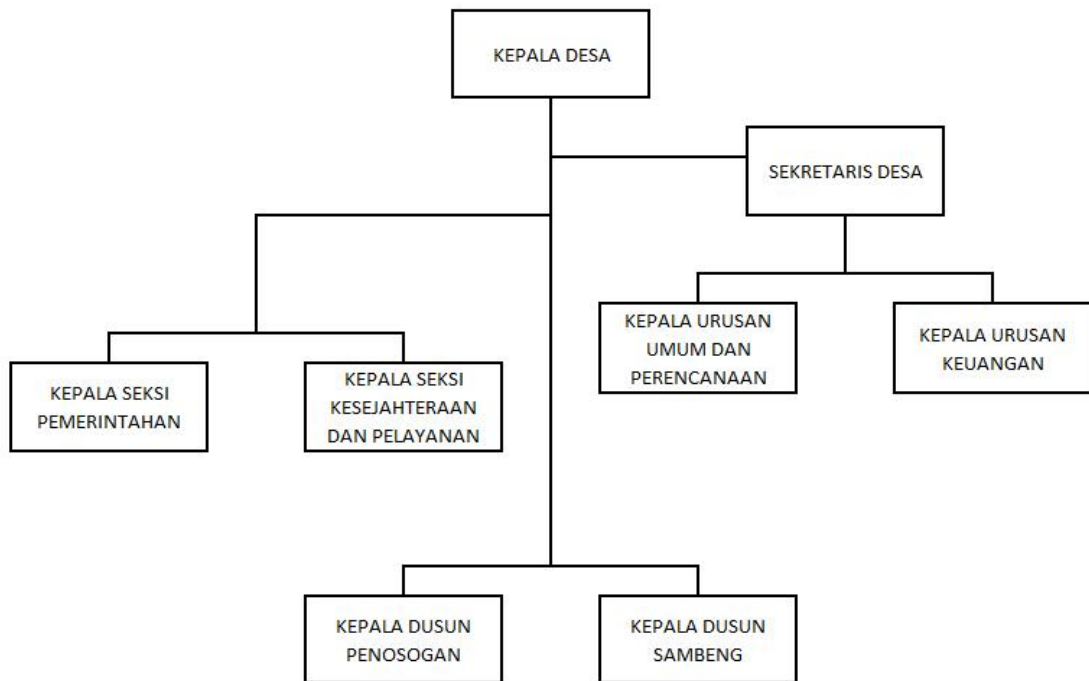 KEPALA DESA
SEKRETARIS DESA
KEPALA URUSAN
UMUM DAN
PERENCANAAN
KEPALA URUSAN
KEUANGAN
KEPALA SEKSI
PEMERINTAHAN
KEPALA SEKSI
KESEJAHTERAAN
DAN PELAYANAN
KEPALA DUSUN
PENOSOGAN
KEPALA DUSUN
SAMBENG